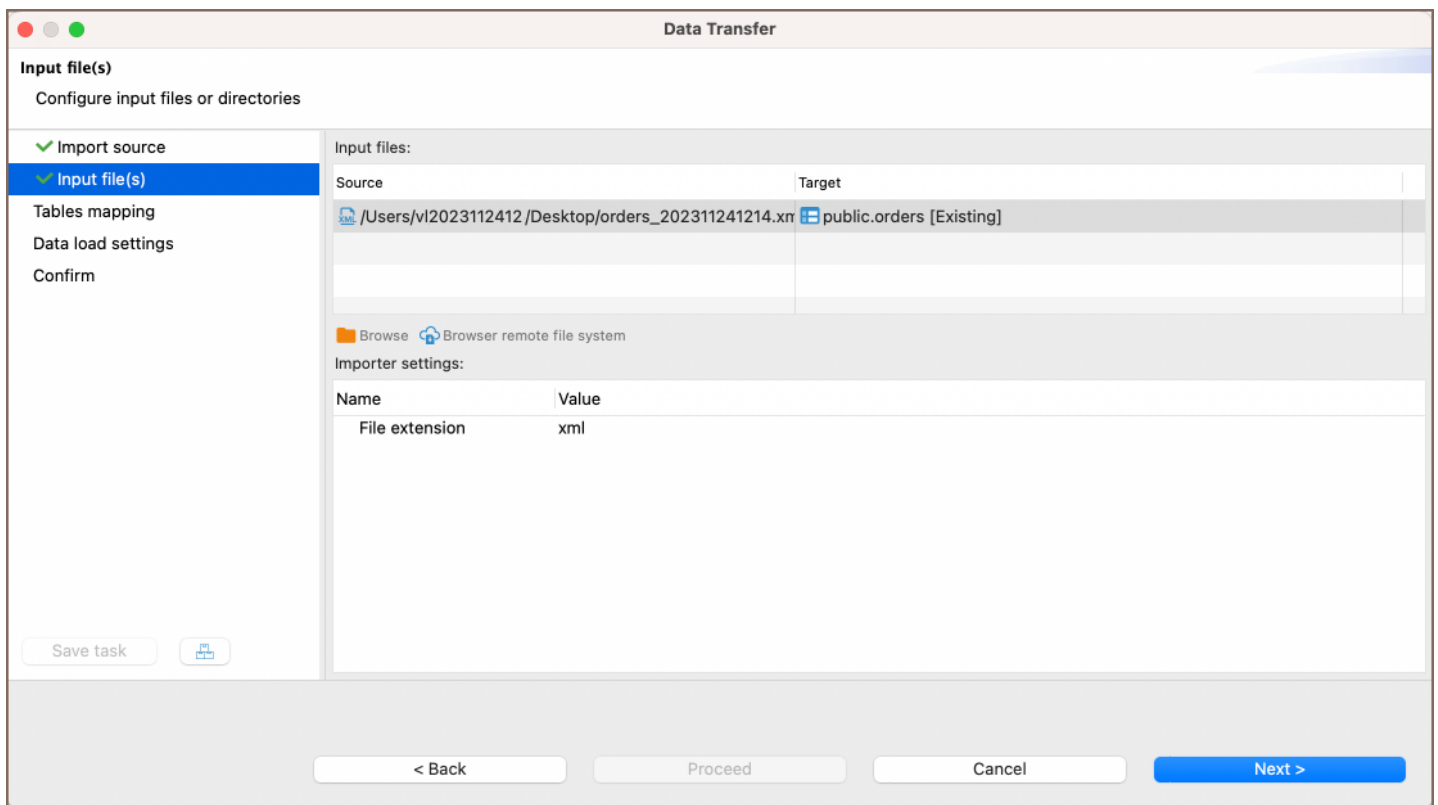 Data Transfer
Input file(s)
Configure input files or directories
Import source
Input file(s)
Tables mapping
Data load settings
Confirm
Save task
Input files:
Source Target
XML /Users/vl2023112412/Desktop/orders_202311241214.xm public.orders [Existing]
Browse Browser remote file system
Importer settings:
Name Value
File extension xml
< Back Proceed Cancel Next >